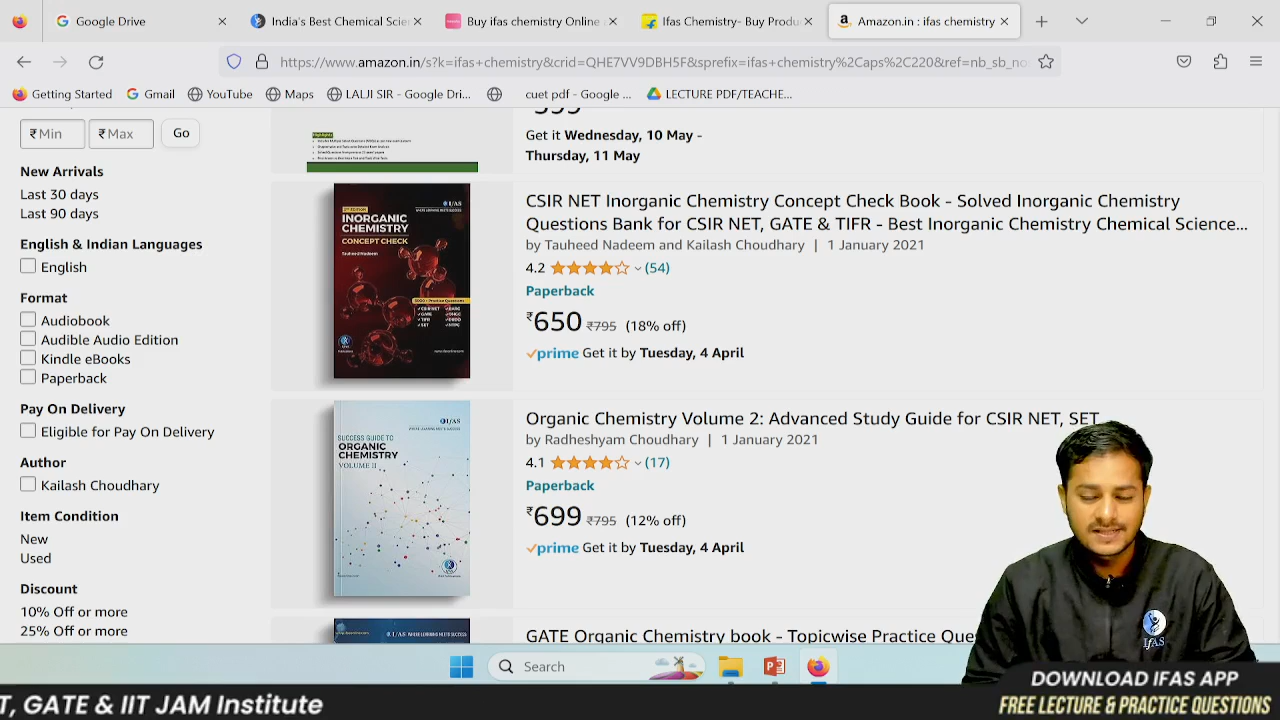 Google Drive
India's Best Chemical Scien
Buy ifas chemistry Online
Ifas Chemistry- Buy Produ
Amazon.in : ifas chemistry
https://www.amazon.in/s?k=ifas+chemistry&crid=QHE7VV9DBH5F&sprefix=ifas+chemistry%2Caps%2C220&ref=nb_sb_no
Getting Started
Gmail
YouTube
Maps
LALJI SIR - Google Dri...
cuet pdf - Google ...
LECTURE PDF/TEACHE...
₹Min
₹Max
Go
New Arrivals
Last 30 days
Last 90 days
English & Indian Languages
English
Format
Audiobook
Audible Audio Edition
Kindle eBooks
Paperback
Pay On Delivery
Eligible for Pay On Delivery
Author
Kailash Choudhary
Item Condition
New
Used
Discount
10% Off or more
25% Off or more
Get it Wednesday, 10 May -
Thursday, 11 May
INORGANIC
CHEMISTRY
CONCEPT CHECK
Tauheed Nadeem
CSIR NET Inorganic Chemistry Concept Check Book - Solved Inorganic Chemistry
Questions Bank for CSIR NET, GATE & TIFR - Best Inorganic Chemistry Chemical Science...
by Tauheed Nadeem and Kailash Choudhary | 1 January 2021
4.2 (54)
Paperback
₹650 ₹795 (18% off)
prime Get it by Tuesday, 4 April
IFAS
SUCCESS GUIDE TO
ORGANIC
CHEMISTRY
VOLUME II
Organic Chemistry Volume 2: Advanced Study Guide for CSIR NET, SET
by Radheshyam Choudhary | 1 January 2021
4.1 (17)
Paperback
₹699 ₹795 (12% off)
prime Get it by Tuesday, 4 April
GATE Organic Chemistry book - Topicwise Practice Que
Search
IFAS
DOWNLOAD IFAS APP
FREE LECTURE & PRACTICE QUESTIONS
T, GATE & IIT JAM Institute